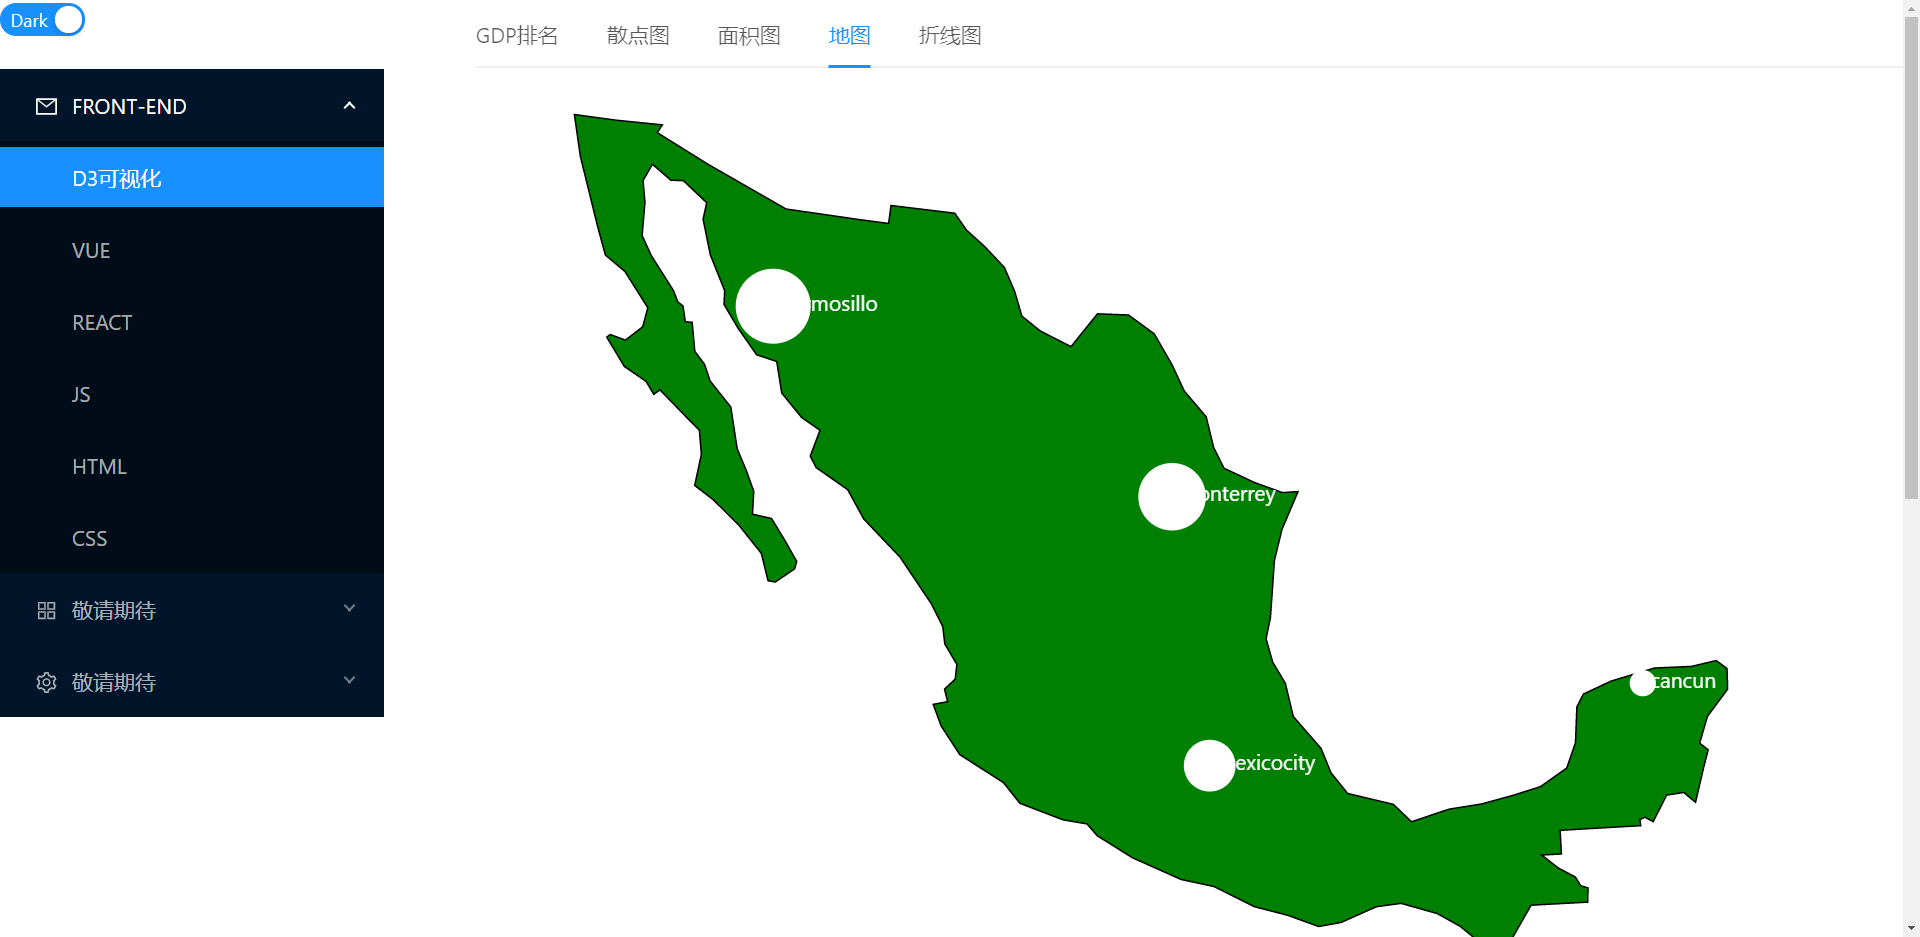 Dark
GDP排名 散点图 面积图 地图 折线图
FRONT-END
D3可视化
VUE
REACT
JS
HTML
CSS
敬请期待
敬请期待
mosillo
onterrey
cancun
exicocity